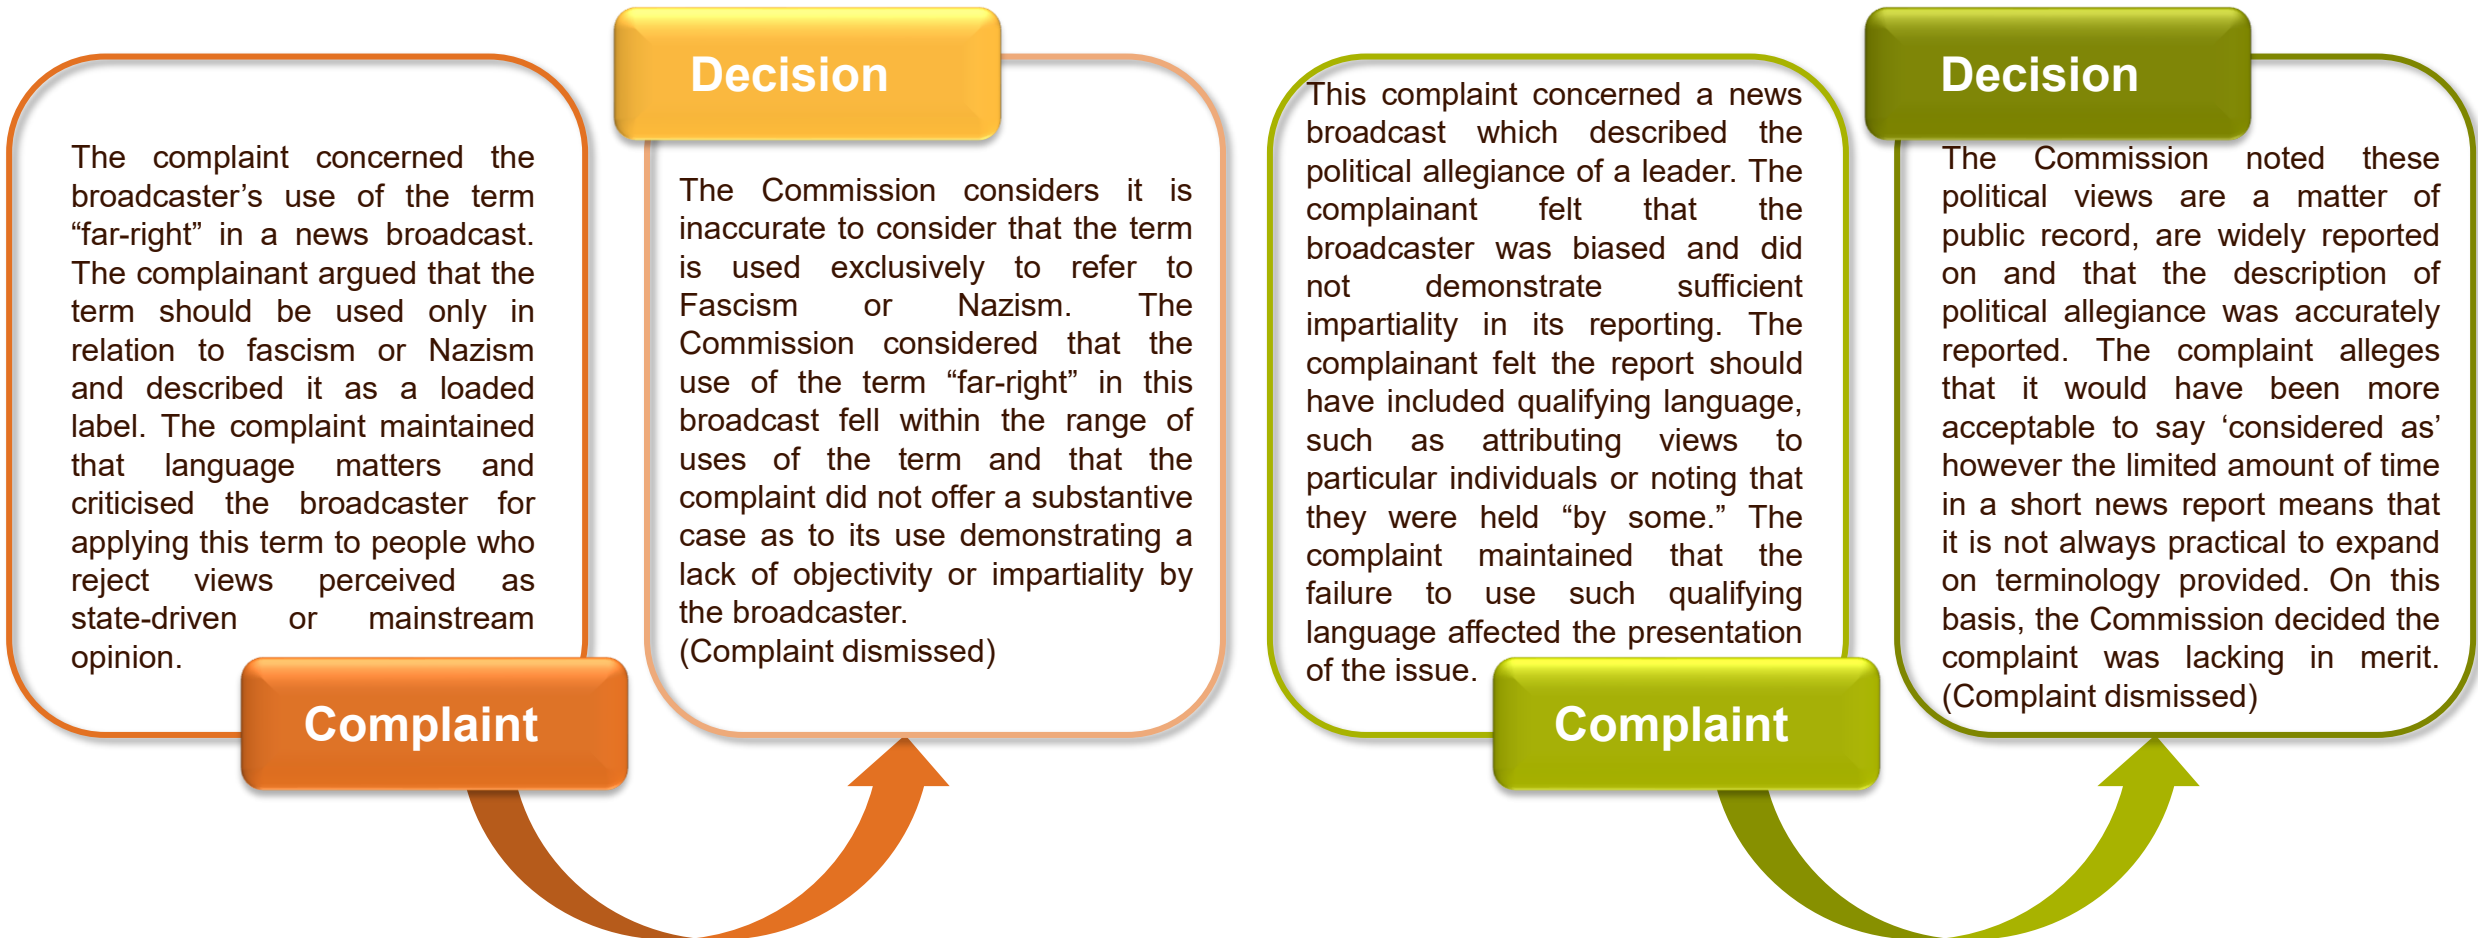 The complaint concerned the
broadcaster’s use of the term
“far-right” in a news broadcast.
The complainant argued that the
term should be used only in
relation to fascism or Nazism
and described it as a loaded
label. The complaint maintained
that language matters and
criticised the broadcaster for
applying this term to people who
reject views perceived as
state-driven or mainstream
opinion.
Complaint
Decision
The Commission considers it is
inaccurate to consider that the term
is used exclusively to refer to
Fascism or Nazism. The
Commission considered that the
use of the term “far-right” in this
broadcast fell within the range of
uses of the term and that the
complaint did not offer a substantive
case as to its use demonstrating a
lack of objectivity or impartiality by
the broadcaster.
(Complaint dismissed)
This complaint concerned a news
broadcast which described the
political allegiance of a leader. The
complainant felt that the
broadcaster was biased and did
not demonstrate sufficient
impartiality in its reporting. The
complainant felt the report should
have included qualifying language,
such as attributing views to
particular individuals or noting that
they were held “by some.” The
complaint maintained that the
failure to use such qualifying
language affected the presentation
of the issue.
Complaint
Decision
The Commission noted these
political views are a matter of
public record, are widely reported
on and that the description of
political allegiance was accurately
reported. The complaint alleges
that it would have been more
acceptable to say ‘considered as’
however the limited amount of time
in a short news report means that
it is not always practical to expand
on terminology provided. On this
basis, the Commission decided the
complaint was lacking in merit.
(Complaint dismissed)